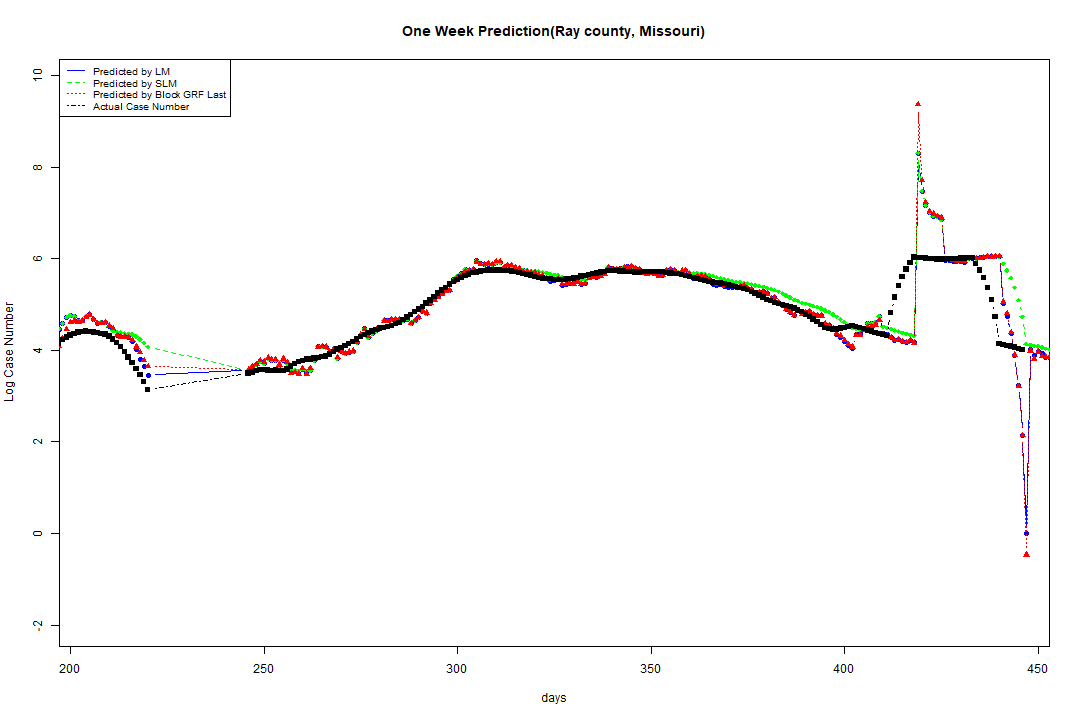 One Week Prediction(Ray county, Missouri)
Predicted by LM
Predicted by SLM
Predicted by Block GRF Last
Actual Case Number
Log Case Number
10
8
6
4
2
0
-2
200 250 300 350 400 450
days